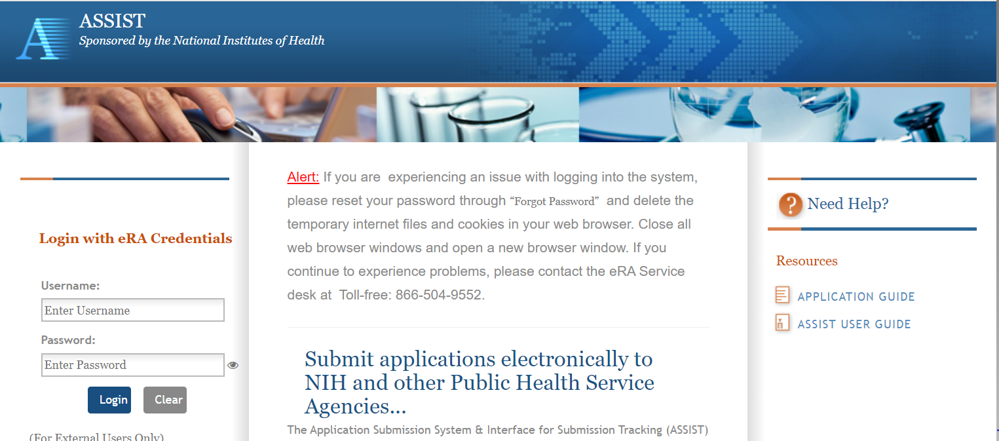 ASSIST
Sponsored by the National Institutes of Health
Login with eRA Credentials
Username:
Enter Username
Password:
Enter Password
Login Clear
(For External Users Only)
Alert: If you are experiencing an issue with logging into the system,
please reset your password through “Forgot Password” and delete the
temporary internet files and cookies in your web browser. Close all
web browser windows and open a new browser window. If you
continue to experience problems, please contact the eRA Service
desk at Toll-free: 866-504-9552.
Submit applications electronically to
NIH and other Public Health Service
Agencies...
The Application Submission System & Interface for Submission Tracking (ASSIST)
? Need Help?
Resources
APPLICATION GUIDE
ASSIST USER GUIDE